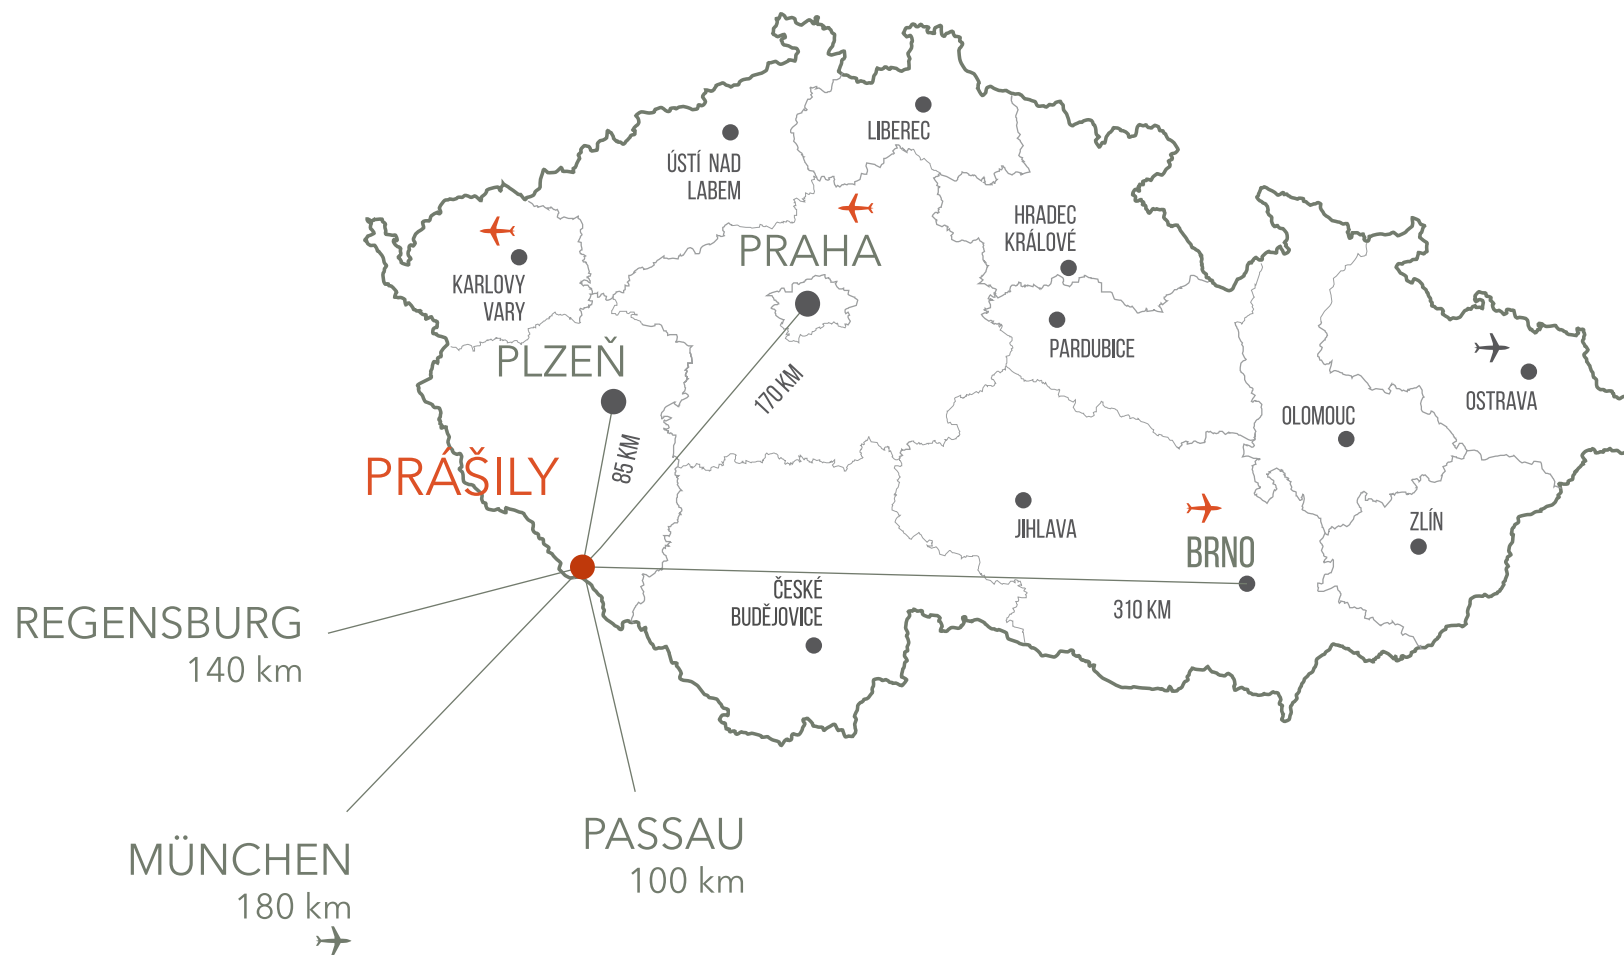 LIBEREC
ÚSTÍ NAD
LABEM
HRADEC
KRÁLOVÉ
PRAHA
KARLOVY
VARY
PARDUBICE
PLZEŇ
170 KM
OSTRAVA
OLOMOUC
85 KM
PRÁŠILY
JIHLAVA
ZLÍN
BRNO
ČESKÉ
BUDĚJOVICE
310 KM
REGENSBURG
140 km
MÜNCHEN
180 km
PASSAU
100 km